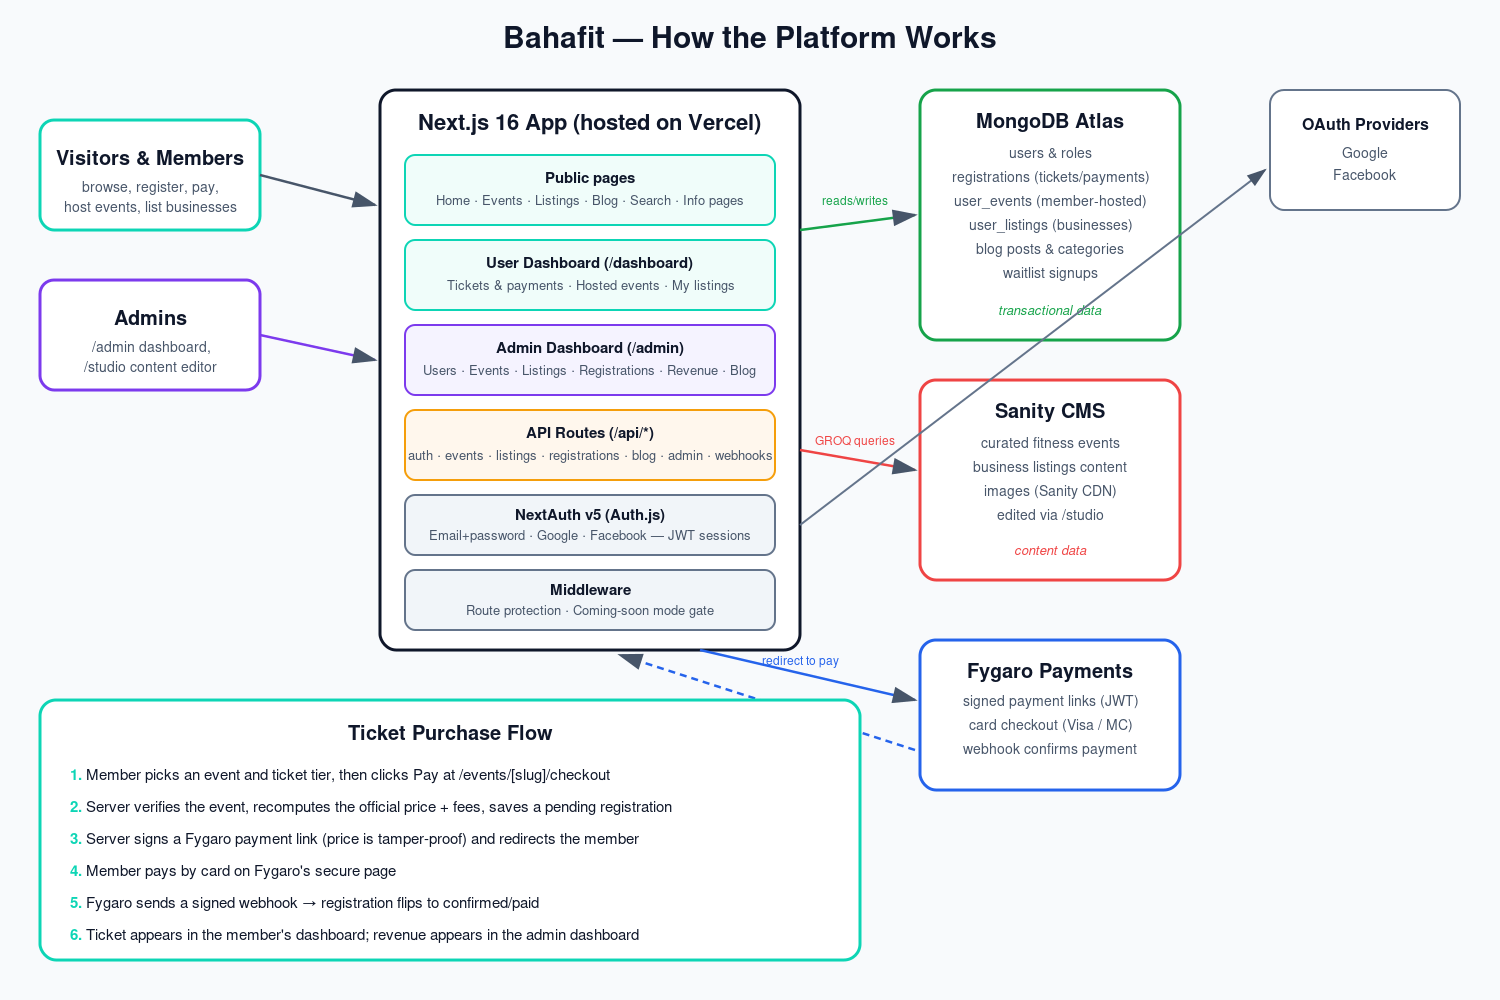 Bahafit — How the Platform Works
Visitors & Members
browse, register, pay,
host events, list businesses
Admins
/admin dashboard,
/studio content editor
Next.js 16 App (hosted on Vercel)
Public pages
Home · Events · Listings · Blog · Search · Info pages
User Dashboard (/dashboard)
Tickets & payments · Hosted events · My listings
Admin Dashboard (/admin)
Users · Events · Listings · Registrations · Revenue · Blog
API Routes (/api/*)
auth · events · listings · registrations · blog · admin · webhooks
NextAuth v5 (Auth.js)
Email+password · Google · Facebook — JWT sessions
Middleware
Route protection · Coming-soon mode gate
reads/writes
GROQ queries
redirect to pay
MongoDB Atlas
users & roles
registrations (tickets/payments)
user_events (member-hosted)
user_listings (businesses)
blog posts & categories
waitlist signups
transactional data
OAuth Providers
Google
Facebook
Sanity CMS
curated fitness events
business listings content
images (Sanity CDN)
edited via /studio
content data
Fygaro Payments
signed payment links (JWT)
card checkout (Visa / MC)
webhook confirms payment
Ticket Purchase Flow
1. Member picks an event and ticket tier, then clicks Pay at /events/[slug]/checkout
2. Server verifies the event, recomputes the official price + fees, saves a pending registration
3. Server signs a Fygaro payment link (price is tamper-proof) and redirects the member
4. Member pays by card on Fygaro's secure page
5. Fygaro sends a signed webhook → registration flips to confirmed/paid
6. Ticket appears in the member's dashboard; revenue appears in the admin dashboard